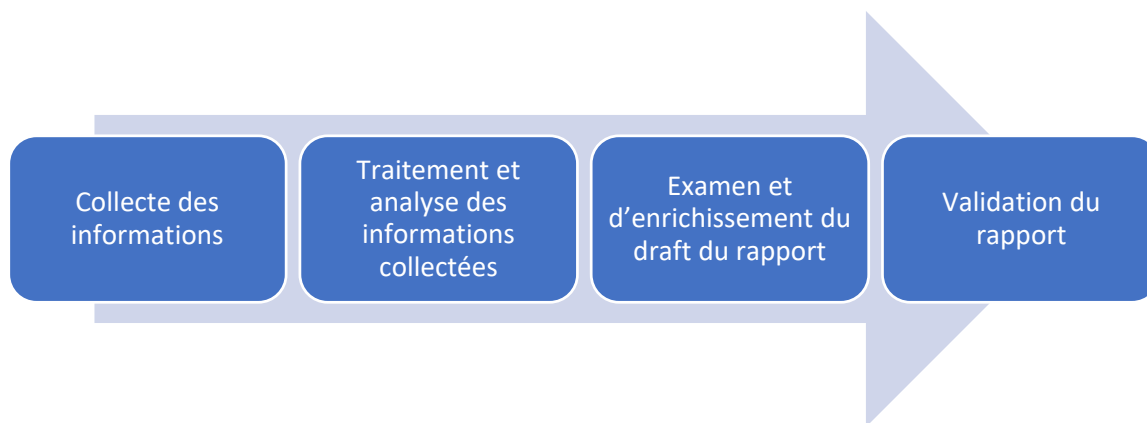 Collecte des
informations
Traitement et
analyse des
informations
collectées
Examen et
d’enrichissement du
draft du rapport
Validation du
rapport